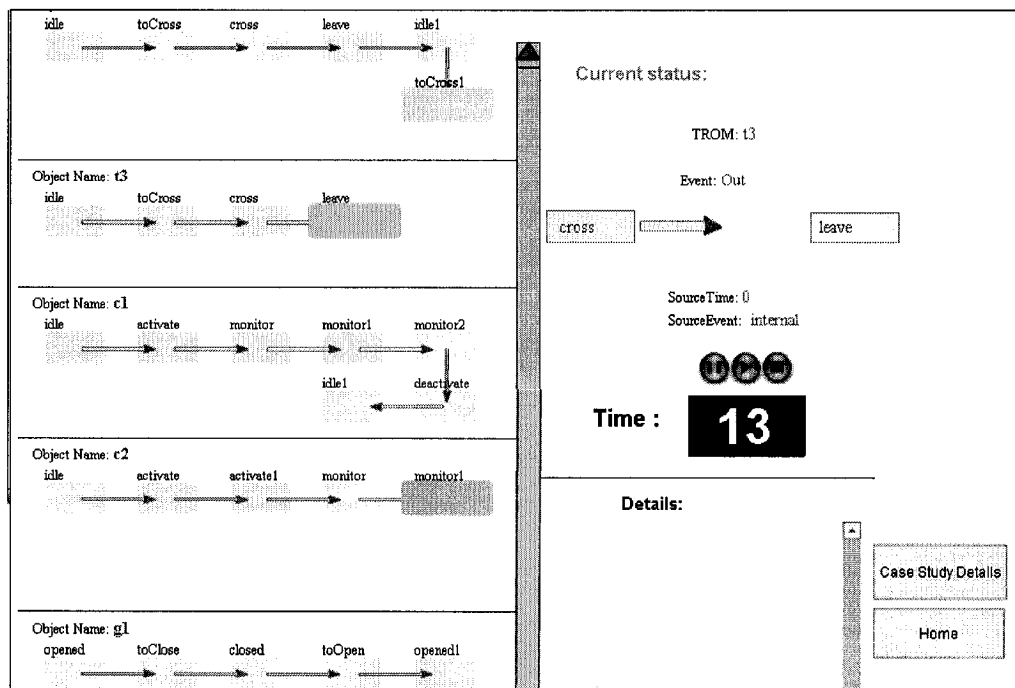 idle toCross cross leave idle1
toCross1
Object Name: t3
idle toCross cross leave
Object Name: c1
idle activate monitor monitor1 monitor2
idle1 deactivate
Object Name: c2
idle activate activate1 monitor monitor1
Object Name: g1
opened toClose closed toOpen opened1
Current status:
TROM: t3
Event: Out
cross leave
SourceTime: 0
SourceEvent: internal
Time : 13
Details:
Case Study Details
Home